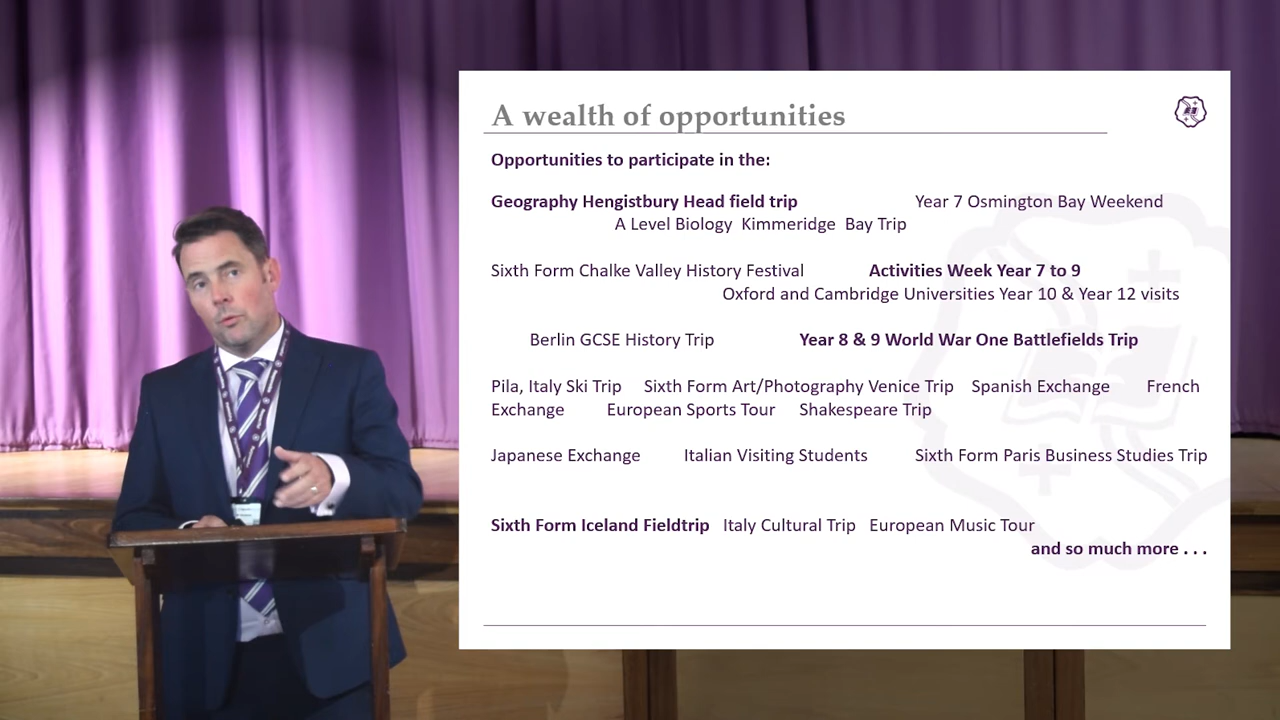 A wealth of opportunities
Opportunities to participate in the:
Geography Hengistbury Head field trip Year 7 Osmington Bay Weekend
A Level Biology Kimmeridge Bay Trip
Sixth Form Chalke Valley History Festival Activities Week Year 7 to 9
Oxford and Cambridge Universities Year 10 & Year 12 visits
Berlin GCSE History Trip Year 8 & 9 World War One Battlefields Trip
Pila, Italy Ski Trip Sixth Form Art/Photography Venice Trip Spanish Exchange French
Exchange European Sports Tour Shakespeare Trip
Japanese Exchange Italian Visiting Students Sixth Form Paris Business Studies Trip
Sixth Form Iceland Fieldtrip Italy Cultural Trip European Music Tour
and so much more . . .